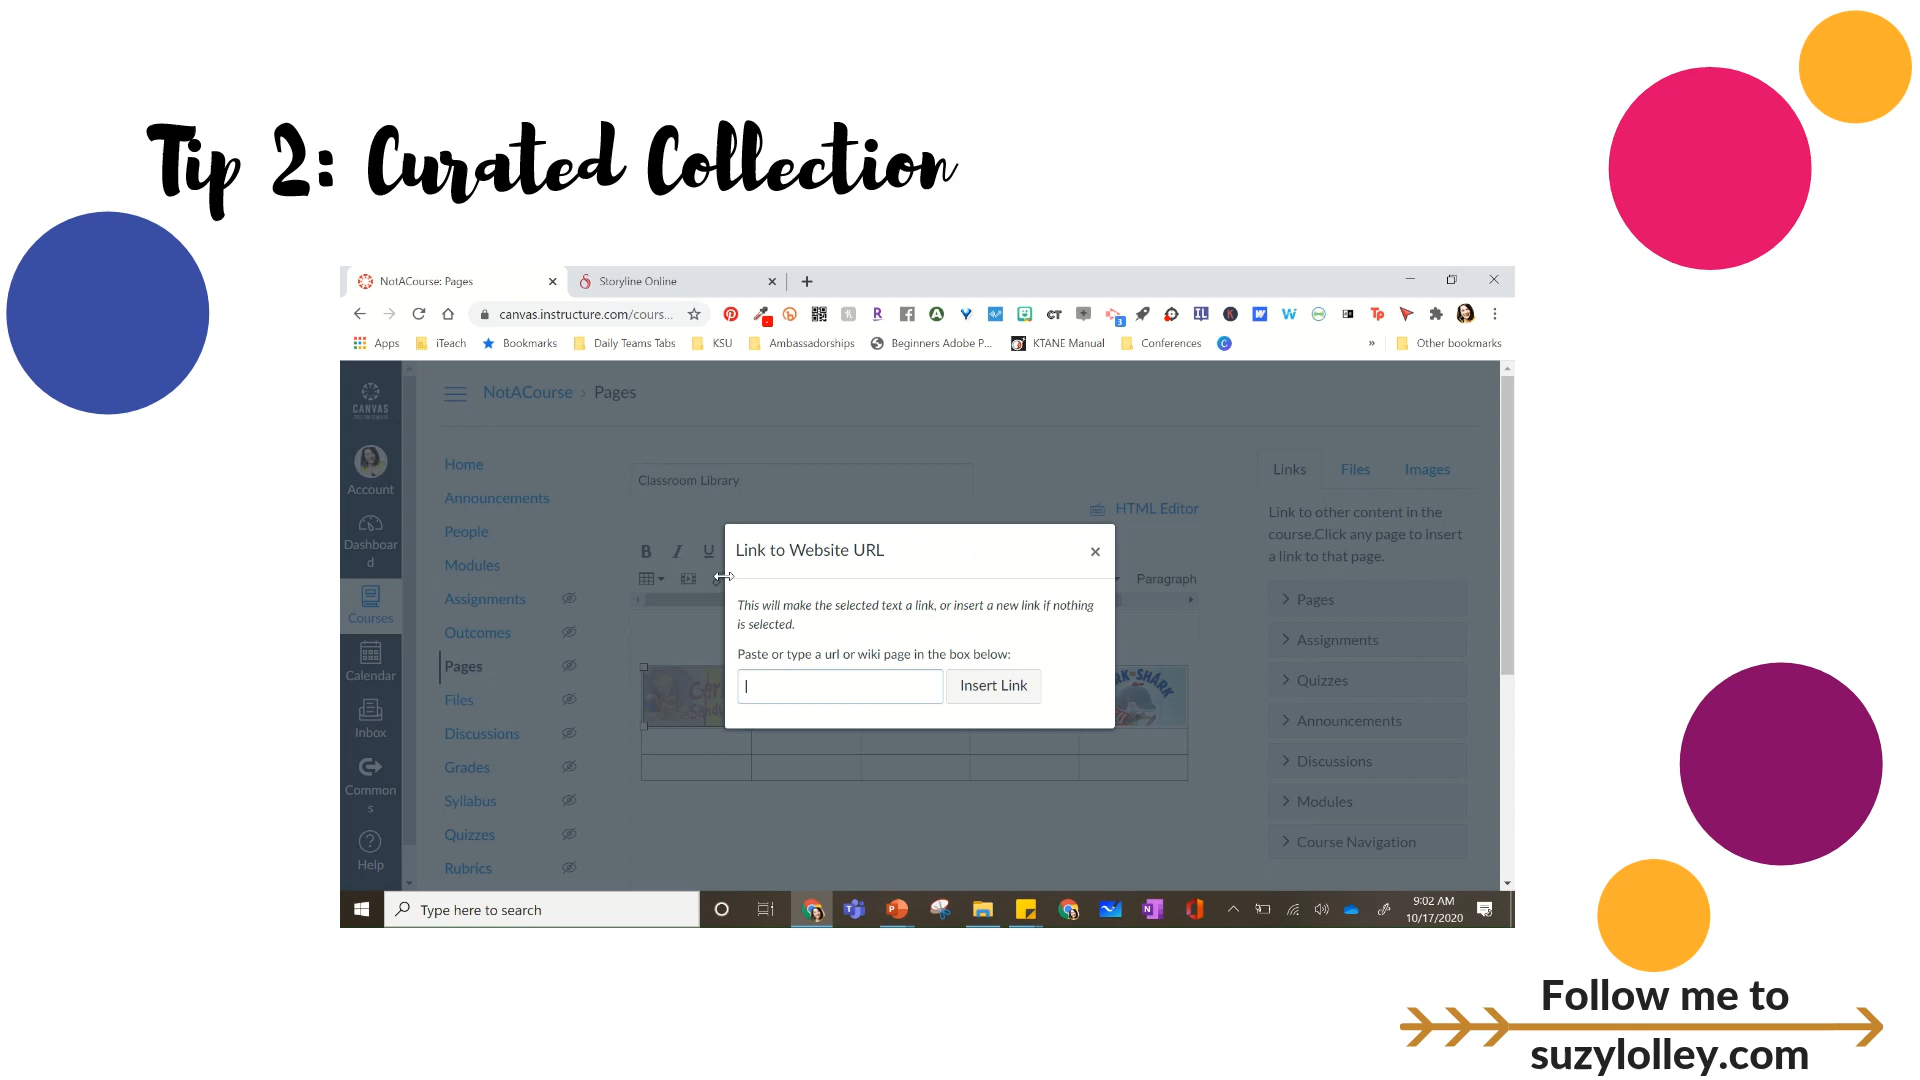 Tip 2: Curated Collection
NotACourse: Pages
Storyline Online
canvas.instructure.com/cours...
Apps
iTeach
Bookmarks
Daily Teams Tabs
KSU
Ambassadorships
Beginners Adobe P...
KTANE Manual
Conferences
»
Other bookmarks
CANVAS
Account
Dashboar
d
Courses
Calendar
Inbox
Common
s
Help
NotACourse › Pages
Home
Announcements
People
Modules
Assignments
Outcomes
Pages
Files
Discussions
Grades
Syllabus
Quizzes
Rubrics
Classroom Library
HTML Editor
B I U
Paragraph
Link to Website URL
This will make the selected text a link, or insert a new link if nothing
is selected.
Paste or type a url or wiki page in the box below:
Insert Link
Links Files Images
Link to other content in the
course.Click any page to insert
a link to that page.
Pages
Assignments
Quizzes
Announcements
Discussions
Modules
Course Navigation
Type here to search
9:02 AM
10/17/2020
Follow me to
suzylolley.com